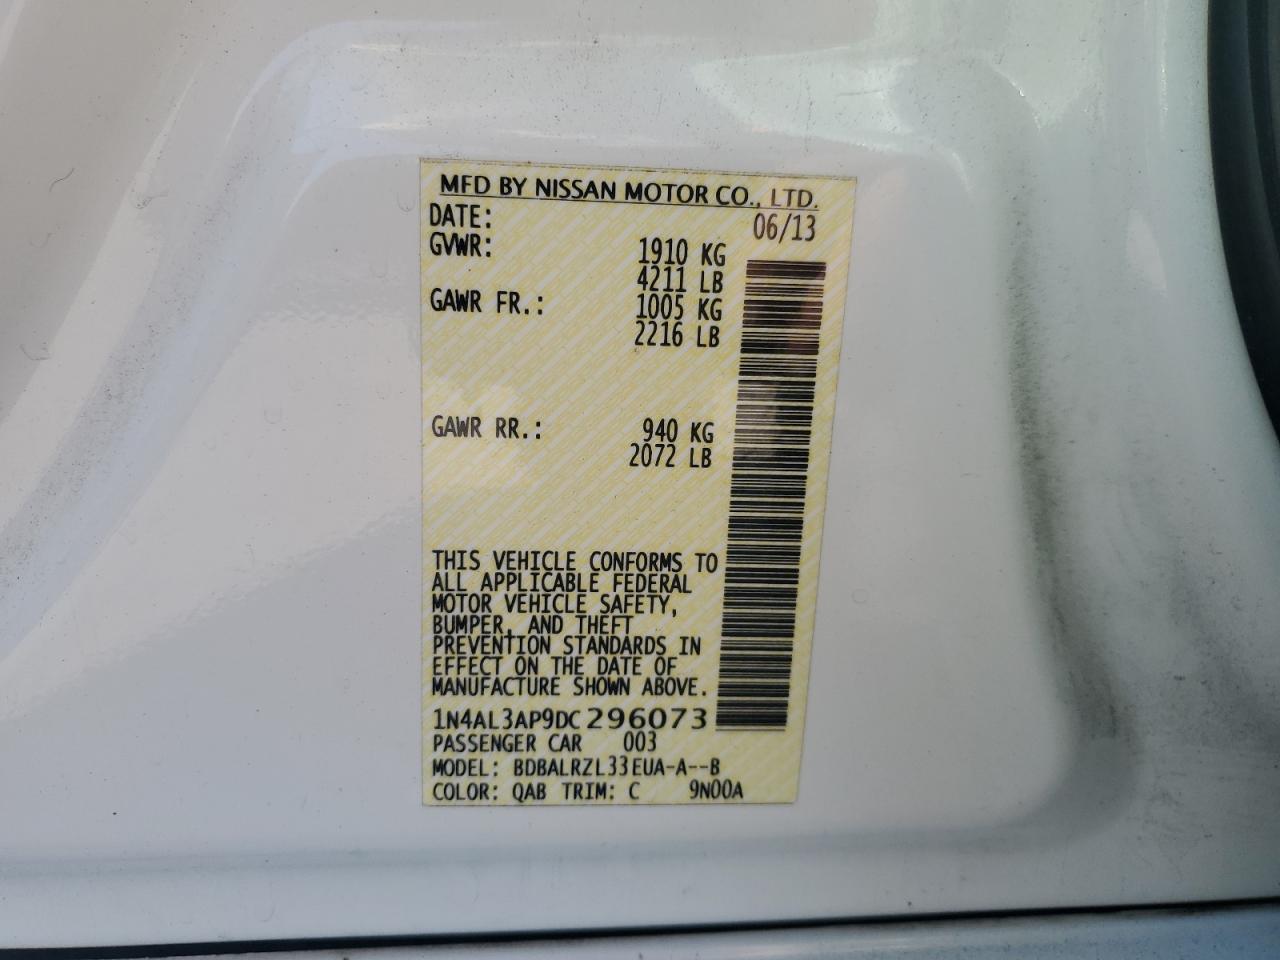 MFD BY NISSAN MOTOR CO., LTD.
DATE: 06/13
GVWR: 1910 KG
4211 LB
GAWR FR.: 1005 KG
2216 LB
GAWR RR.: 940 KG
2072 LB
THIS VEHICLE CONFORMS TO
ALL APPLICABLE FEDERAL
MOTOR VEHICLE SAFETY,
BUMPER, AND THEFT
PREVENTION STANDARDS IN
EFFECT ON THE DATE OF
MANUFACTURE SHOWN ABOVE.
1N4AL3AP9DC296073
PASSENGER CAR 003
MODEL: BDBALRZL33EUA-A--B
COLOR: QAB TRIM: C 9N00A